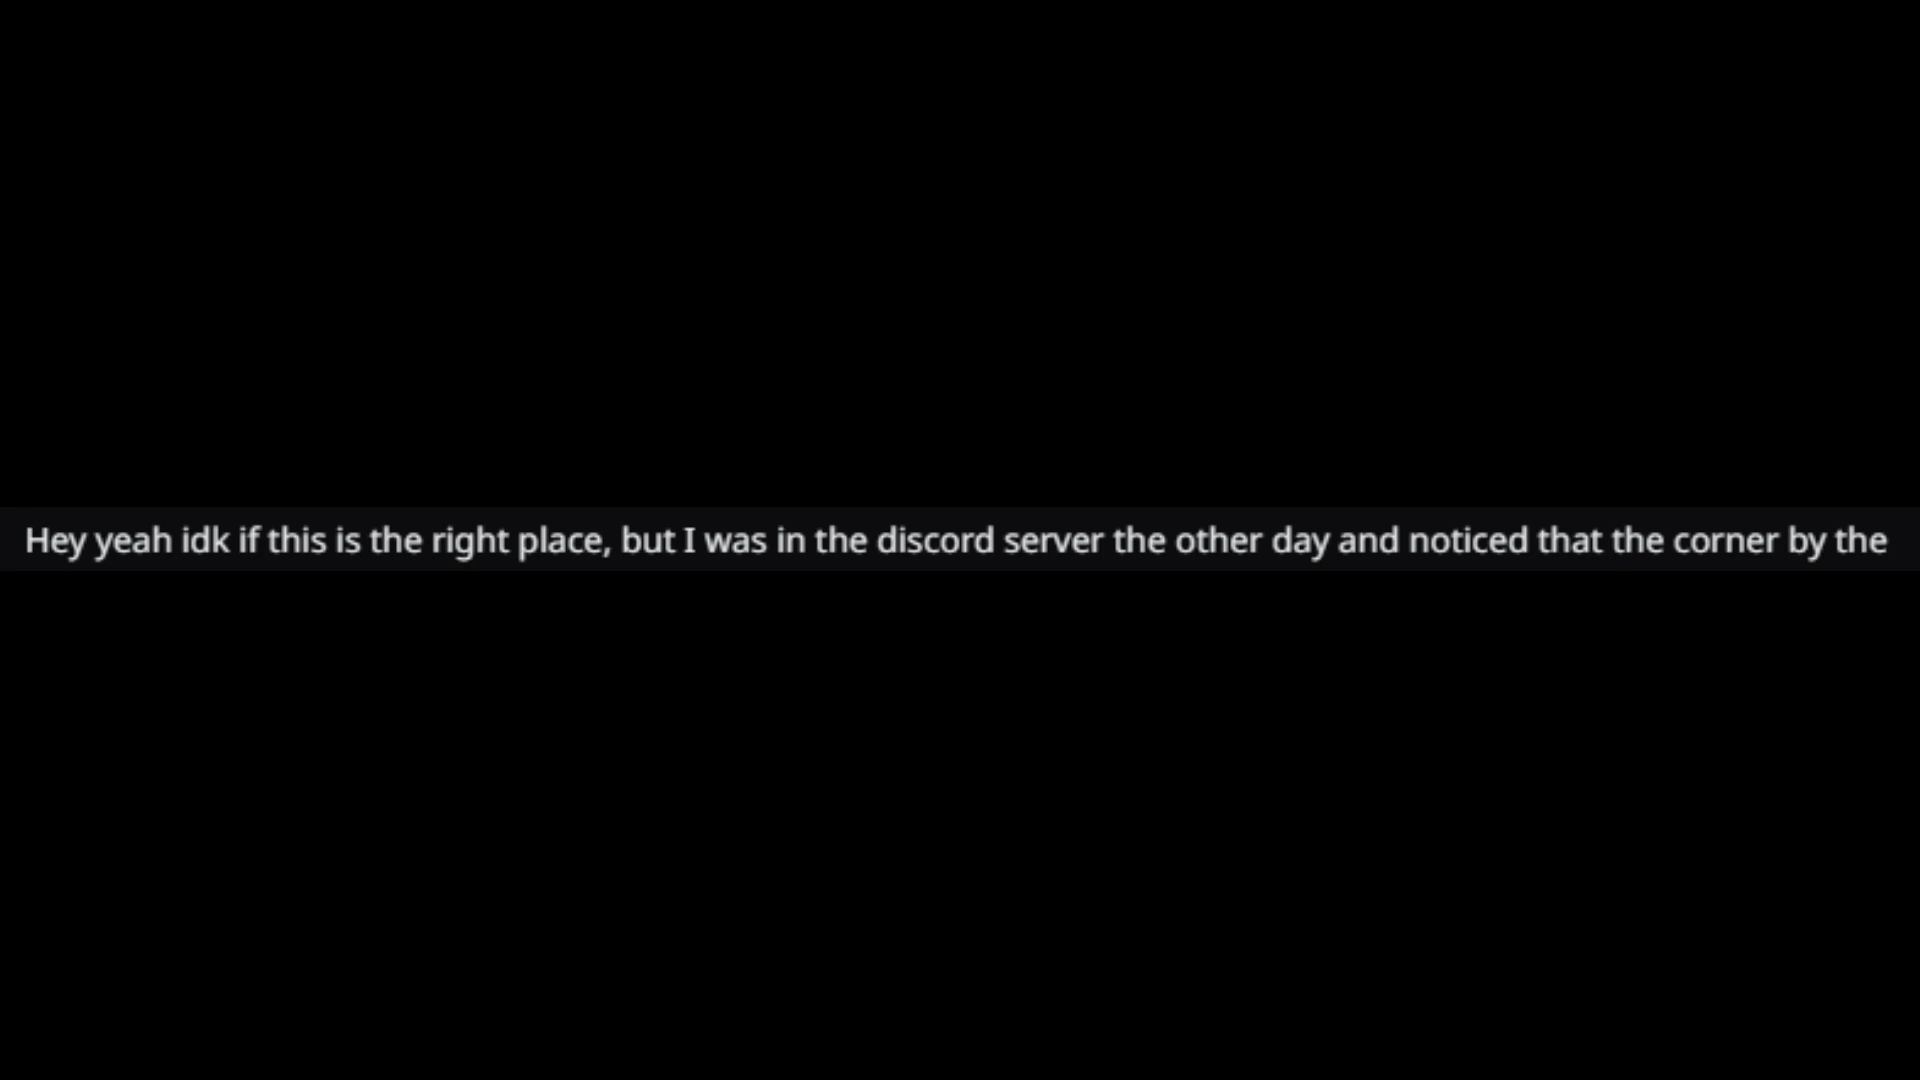 Hey yeah idk if this is the right place, but I was in the discord server the other day and noticed that the corner by the